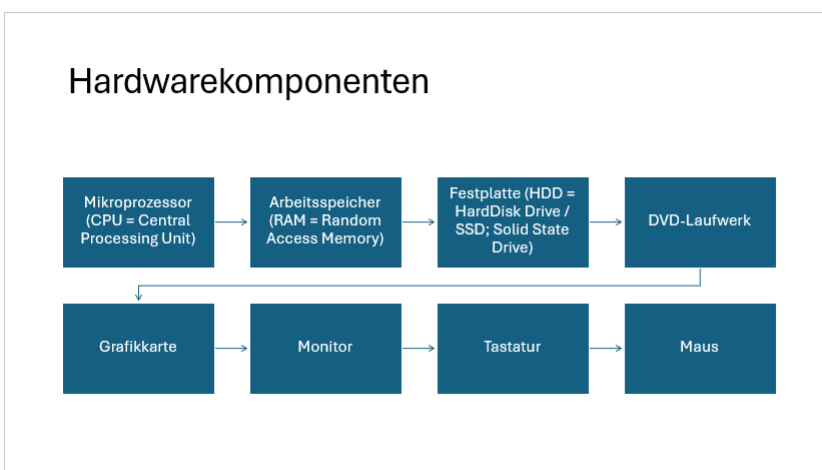 Hardwarekomponenten
Mikroprozessor
(CPU = Central
Processing Unit)
Arbeitsspeicher
(RAM = Random
Access Memory)
Festplatte (HDD =
HardDisk Drive /
SSD; Solid State
Drive)
DVD-Laufwerk
Grafikkarte
Monitor
Tastatur
Maus